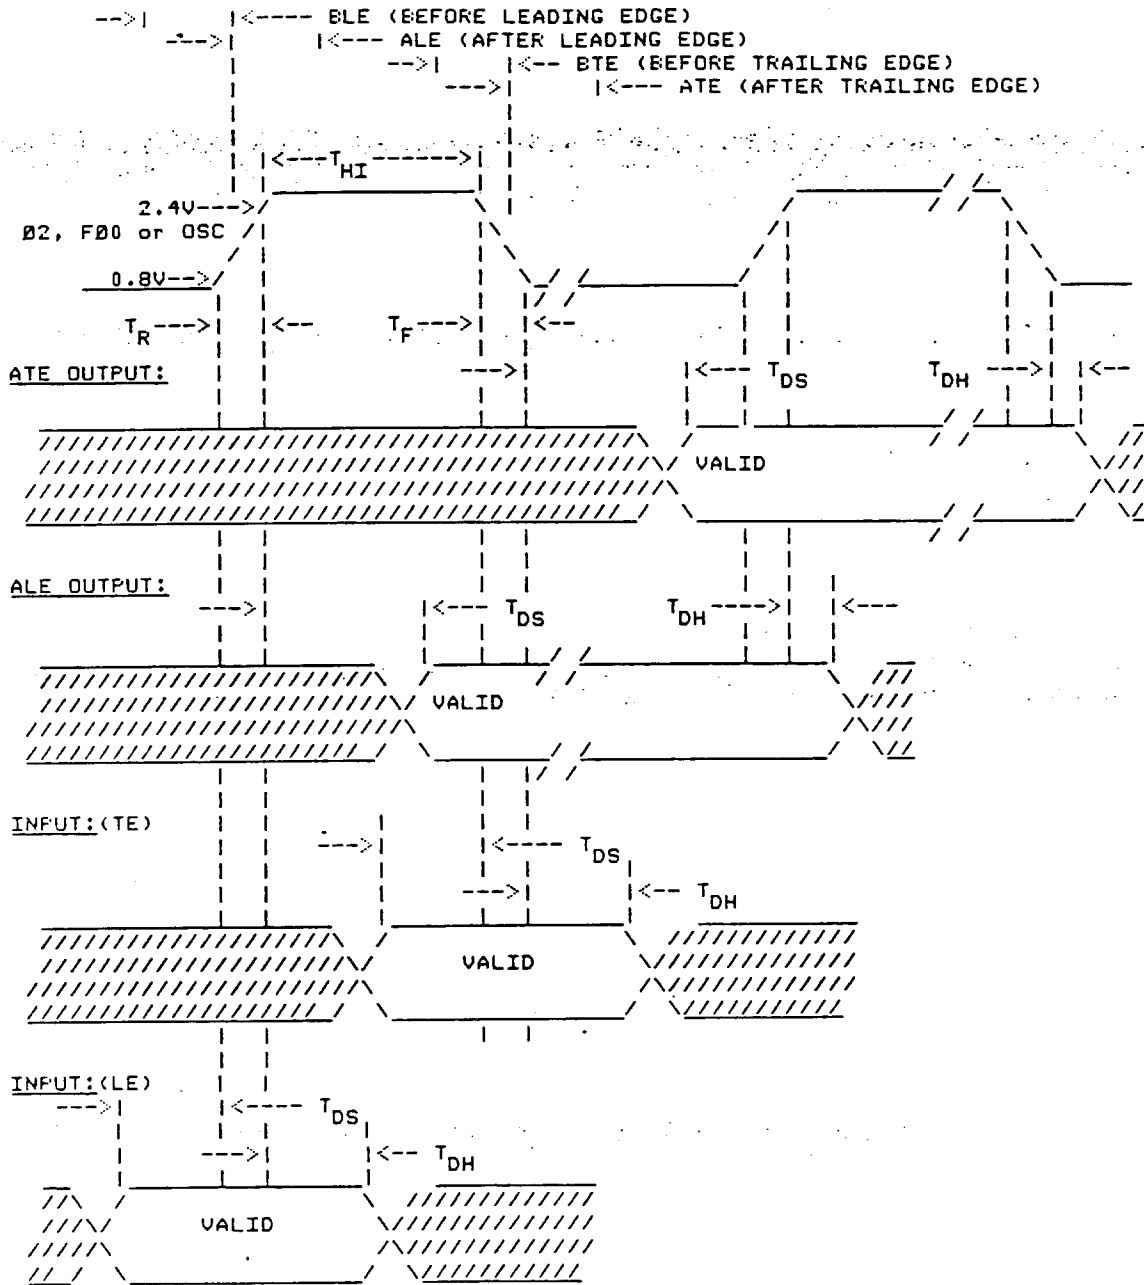 BLE (BEFORE LEADING EDGE)
ALE (AFTER LEADING EDGE)
BTE (BEFORE TRAILING EDGE)
ATE (AFTER TRAILING EDGE)
THI
2.4V
Ø2, FØ0 or OSC
0.8V
TR TF
ATE OUTPUT: TDS TDH
VALID
ALE OUTPUT:
TDS TDH
VALID
INPUT:(TE)
TDS
TDH
VALID
INPUT:(LE)
TDS
TDH
VALID